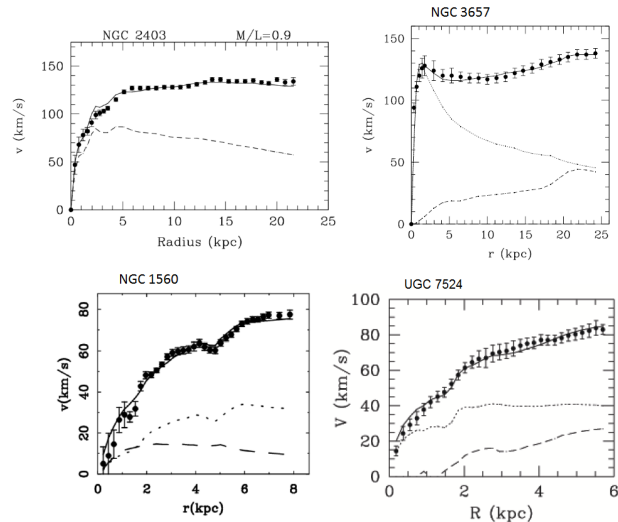 NGC 2403 M/L=0.9
150
100
50
0
v (km/s)
0 5 10 15 20 25
Radius (kpc)
NGC 3657
150
100
50
0
v (km/s)
0 5 10 15 20 25
r (kpc)
NGC 1560
80
60
40
20
0
v(km/s)
0 2 4 6 8
r(kpc)
UGC 7524
100
80
60
40
20
0
V (km/s)
0 2 4 6
R (kpc)